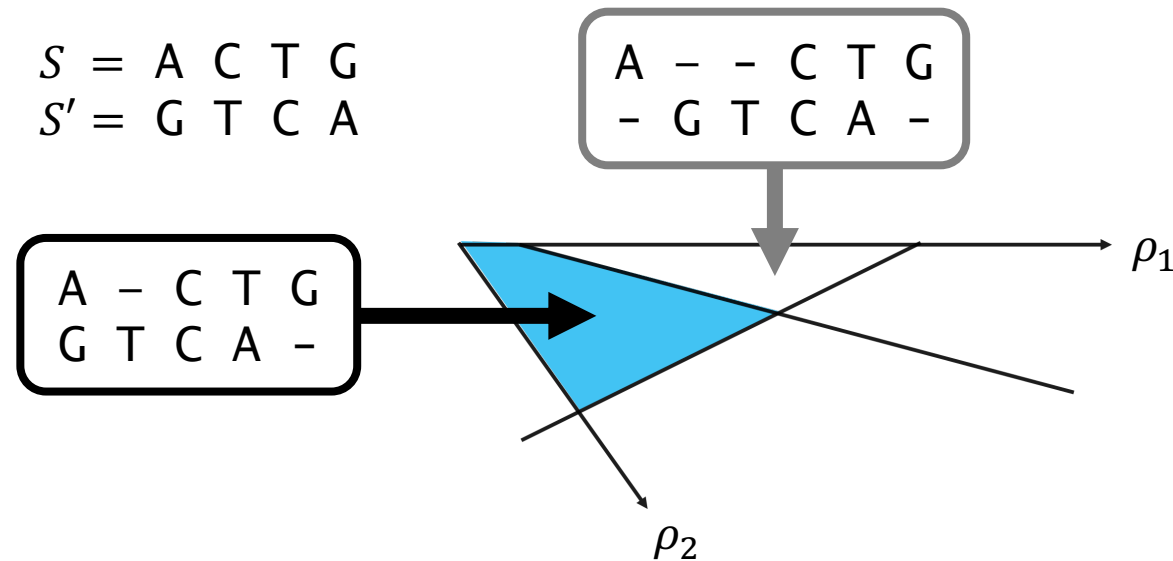 S = A C T G
S′ = G T C A
A – – C T G
– G T C A –
A – C T G
G T C A –
ρ₁
ρ₂